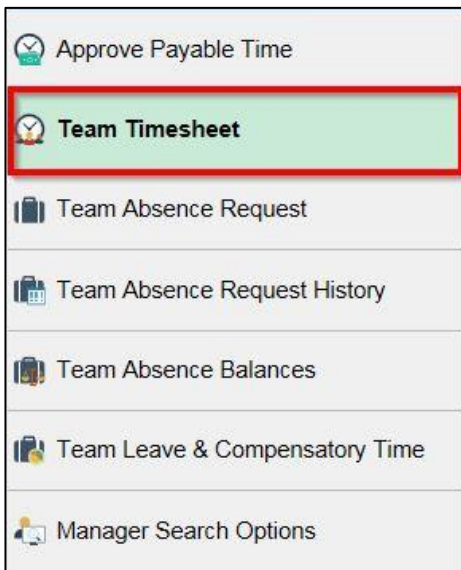 Approve Payable Time
Team Timesheet
Team Absence Request
Team Absence Request History
Team Absence Balances
Team Leave & Compensatory Time
Manager Search Options